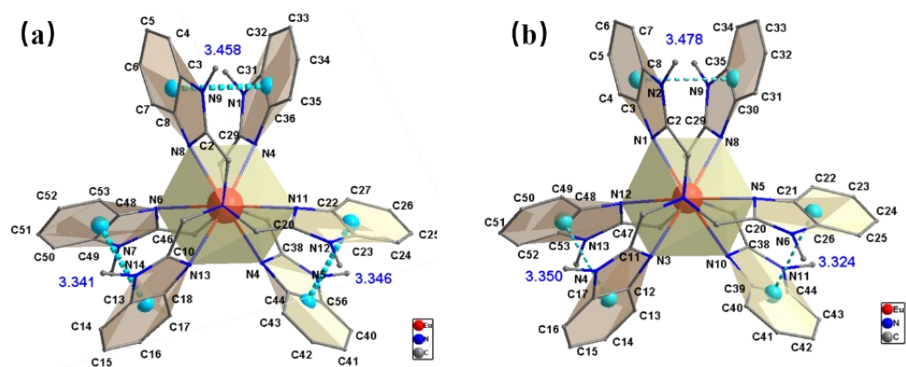 (a)
C5
C4
C6
C3
C7
C8
N9
C2
N8
3.458
C33
C32
C34
C31
N1
C35
C36
C29
N4
C53
C52
C48
N6
C51
C50
C49
N7
C46
N14
C10
N13
3.341
C13
C18
C14
C17
C15
C16
N11
C22
C27
C26
C20
N12
C25
C23
C24
C38
N4
N5
3.346
C44
C56
C43
C40
C42
C41
Eu
N
C
(b)
C6
C7
C5
C8
C4
N2
C3
C2
N1
3.478
C34
C33
C35
C32
N9
C31
C30
C29
N8
C49
C50
C48
N12
C51
C53
N13
C47
C52
C11
N3
3.350
N4
C17
C12
C13
C16
C14
C15
N5
C21
C22
C23
C24
C20
N6
C26
C25
C38
N10
N11
3.324
C39
C44
C40
C43
C41
C42
Eu
N
C